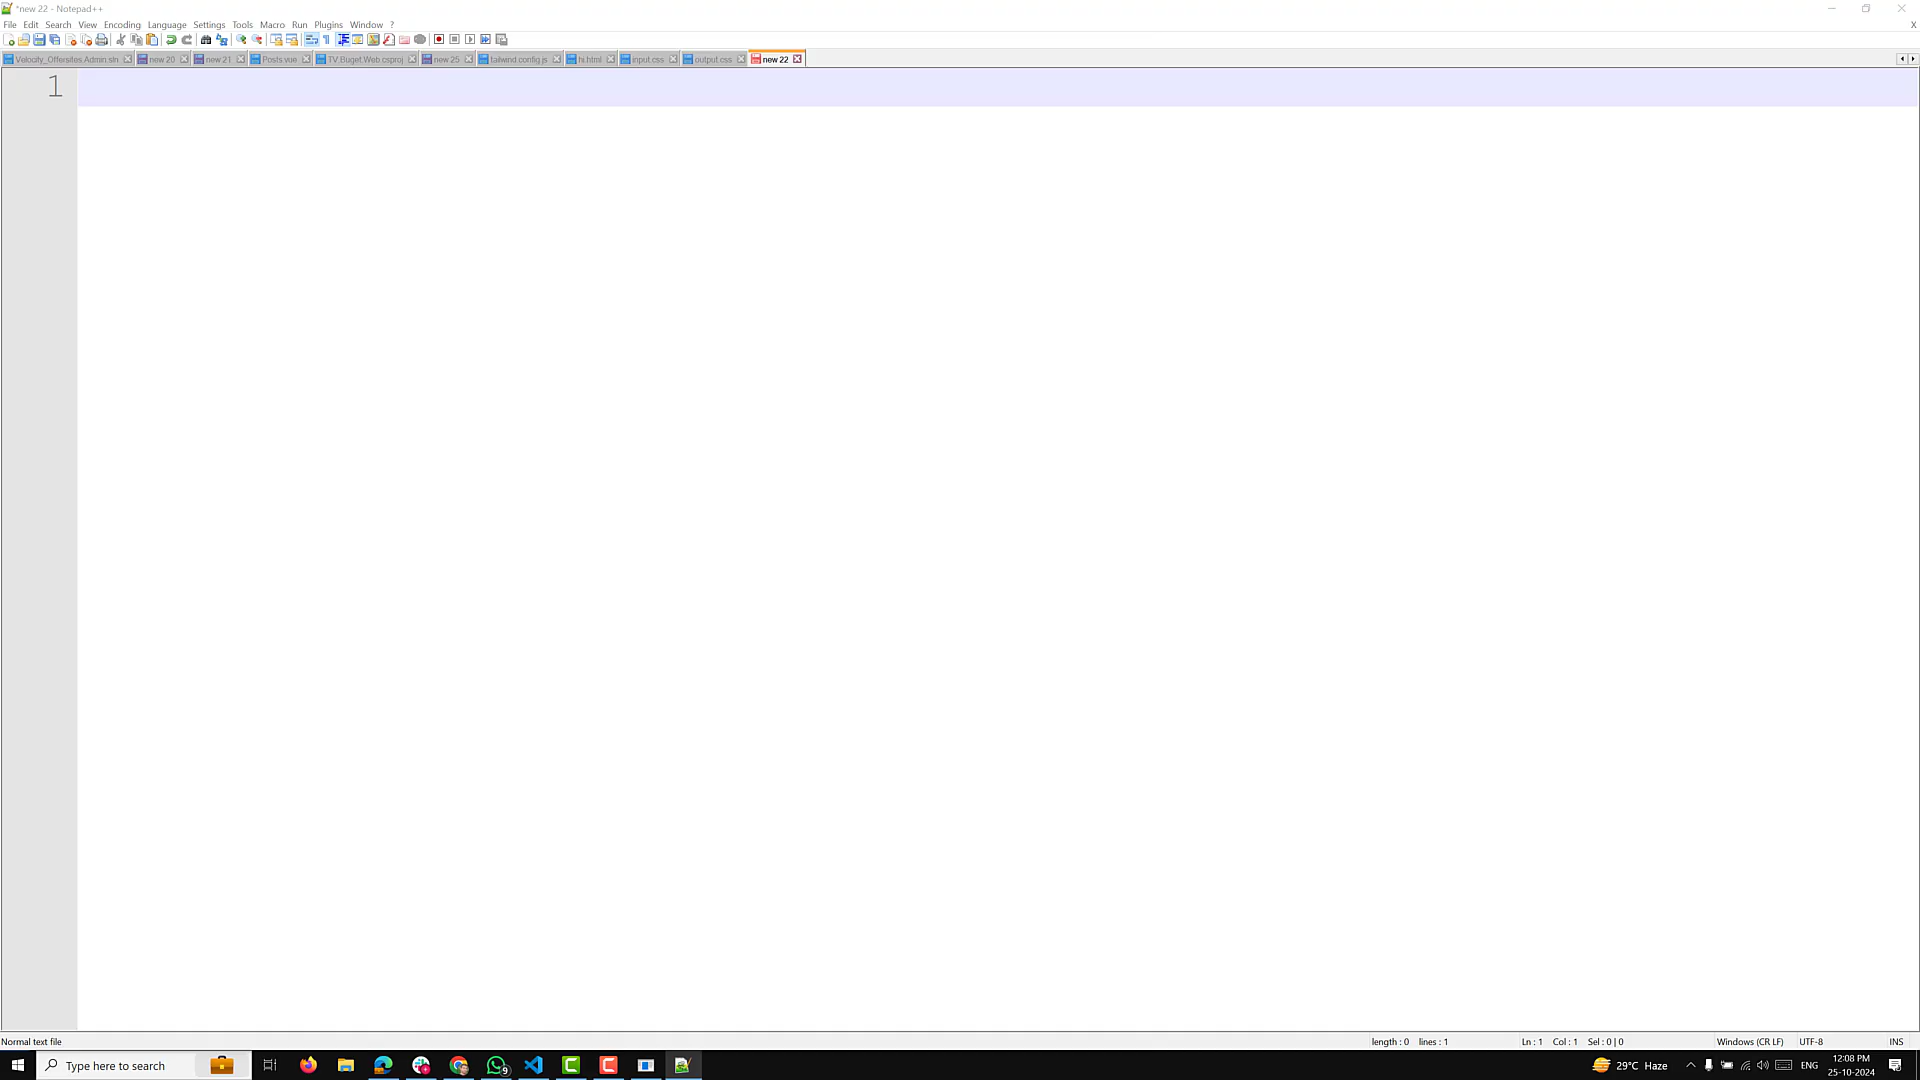 *new 22 - Notepad++
File Edit Search View Encoding Language Settings Tools Macro Run Plugins Window ?
X
Velocity_Offersites.Admin.sln new 20 new 21 Posts.vue TV.Buget.Web.csproj new 25 tailwind.config.js hi.html input.css output.css new 22
1
Normal text file length : 0 lines : 1 Ln : 1 Col : 1 Sel : 0 | 0 Windows (CR LF) UTF-8 INS
Type here to search 9 29°C Haze ENG 12:08 PM
25-10-2024